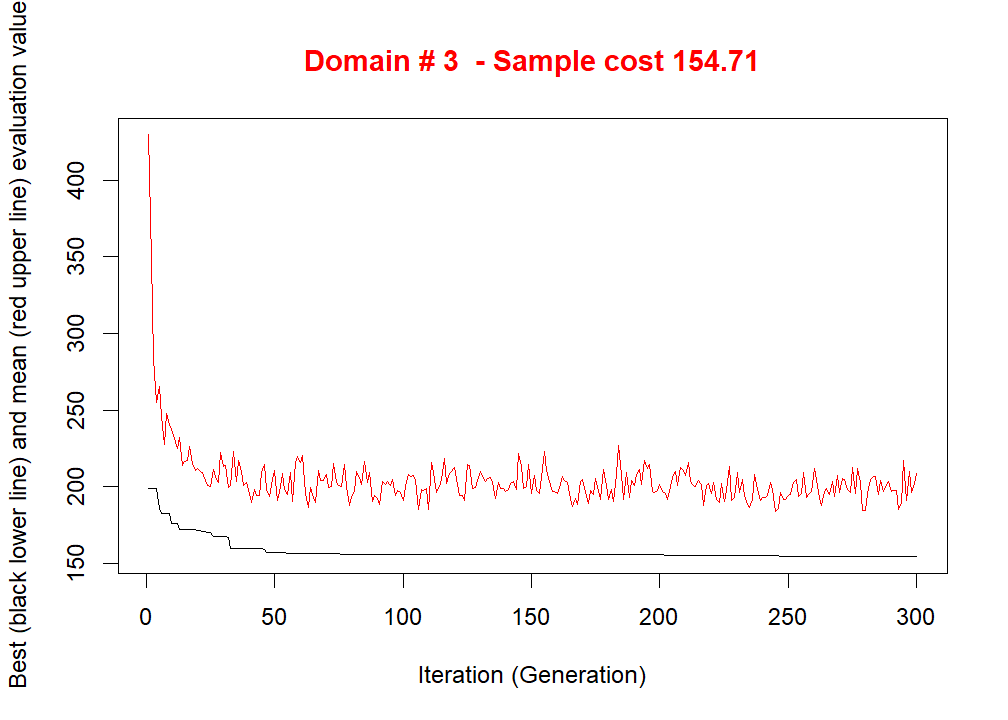 Domain # 3  - Sample cost 154.71
Best (black lower line) and mean (red upper line) evaluation value
400
350
300
250
200
150
0 50 100 150 200 250 300
Iteration (Generation)